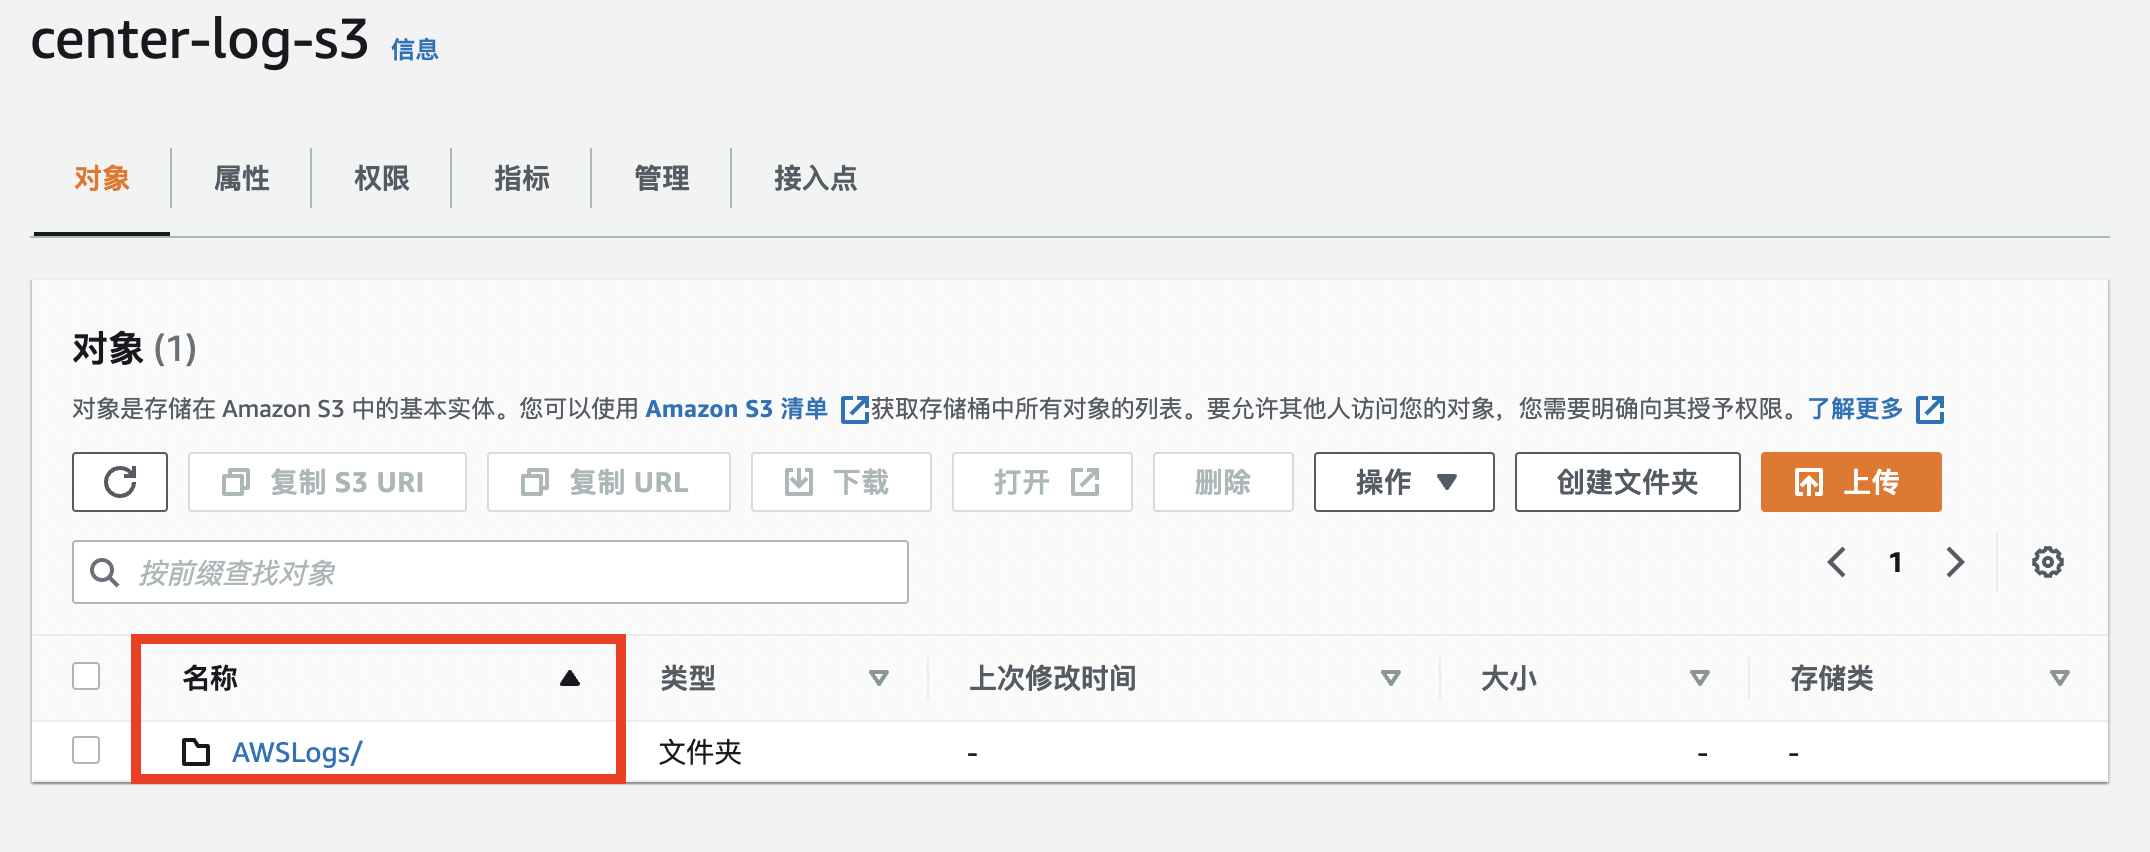 center-log-s3 信息
对象 属性 权限 指标 管理 接入点
对象 (1)
对象是存储在 Amazon S3 中的基本实体。您可以使用 Amazon S3 清单 获取存储桶中所有对象的列表。要允许其他人访问您的对象，您需要明确向其授予权限。了解更多
复制 S3 URI 复制 URL 下载 打开 删除 操作 创建文件夹 上传
按前缀查找对象 1
名称 类型 上次修改时间 大小 存储类
AWSLogs/ 文件夹 - - -